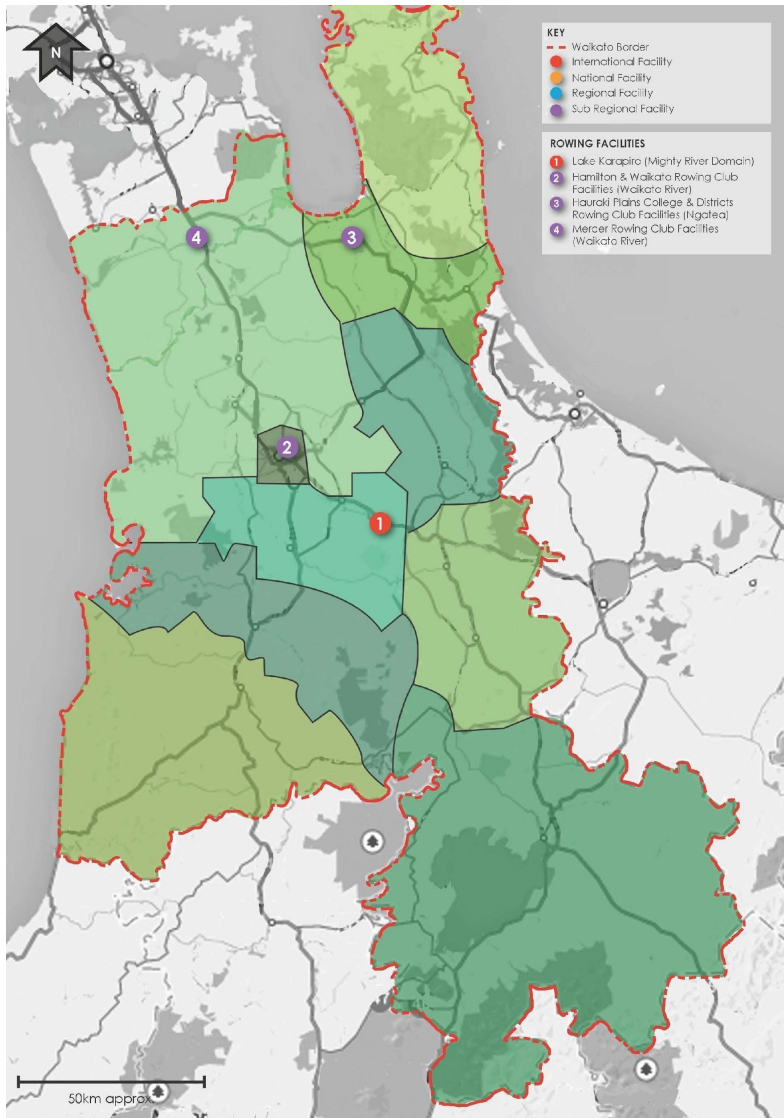 N
KEY
Waikato Border
International Facility
National Facility
Regional Facility
Sub Regional Facility
ROWING FACILITIES
1 Lake Karapiro (Mighty River Domain)
2 Hamilton & Waikato Rowing Club
Facilities (Waikato River)
3 Hauraki Plains College & Districts
Rowing Club Facilities (Ngatea)
4 Mercer Rowing Club Facilities
(Waikato River)
4
3
2
1
50km approx.